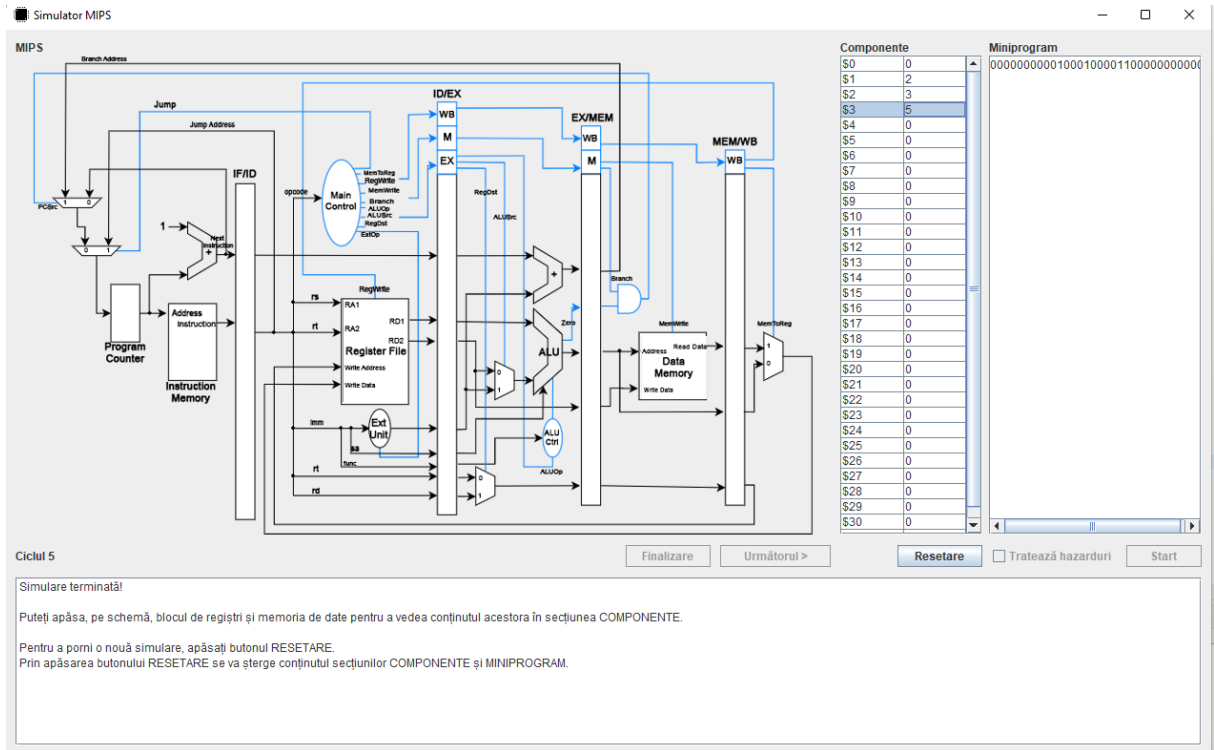 Simulator MIPS
MIPS
Branch Address
Jump
Jump Address
PCSrc
1 0
0 1
1
Next
Instruction
+
Program
Counter
Address
Instruction
Instruction
Memory
IF/ID
opcode
Main
Control
MemToReg
RegWrite
MemWrite
Branch
ALUOp
ALUSrc
RegDst
ExtOp
RegWrite
rs
rt
RA1
RA2
RD1
RD2
Register File
Write Address
Write Data
Imm
Ext
Unit
sa
func
rt
rd
ID/EX
WB
M
EX
RegDst
ALUSrc
+
ALU
Zero
0
1
ALU
Ctrl
ALUOp
0
1
EX/MEM
WB
M
Branch
MemWrite
Address
Read Data
Data
Memory
Write Data
MEM/WB
WB
MemToReg
1
0
Componente
$0 0
$1 2
$2 3
$3 5
$4 0
$5 0
$6 0
$7 0
$8 0
$9 0
$10 0
$11 0
$12 0
$13 0
$14 0
$15 0
$16 0
$17 0
$18 0
$19 0
$20 0
$21 0
$22 0
$23 0
$24 0
$25 0
$26 0
$27 0
$28 0
$29 0
$30 0
Miniprogram
Ciclul 5
Finalizare
Următorul >
Resetare
Tratează hazarduri
Start
Simulare terminată!
Puteți apăsa, pe schemă, blocul de regiștri și memoria de date pentru a vedea conținutul acestora în secțiunea COMPONENTE.
Pentru a porni o nouă simulare, apăsați butonul RESETARE.
Prin apăsarea butonului RESETARE se va șterge conținutul secțiunilor COMPONENTE și MINIPROGRAM.